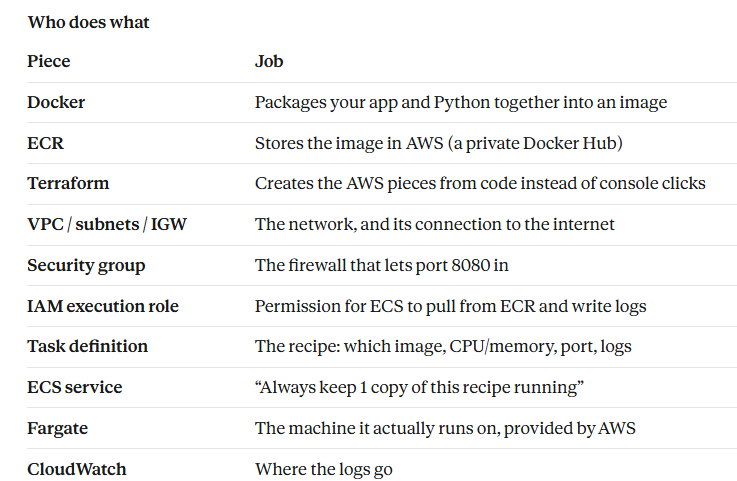 Who does what
Piece Job
Docker Packages your app and Python together into an image
ECR Stores the image in AWS (a private Docker Hub)
Terraform Creates the AWS pieces from code instead of console clicks
VPC / subnets / IGW The network, and its connection to the internet
Security group The firewall that lets port 8080 in
IAM execution role Permission for ECS to pull from ECR and write logs
Task definition The recipe: which image, CPU/memory, port, logs
ECS service “Always keep 1 copy of this recipe running”
Fargate The machine it actually runs on, provided by AWS
CloudWatch Where the logs go